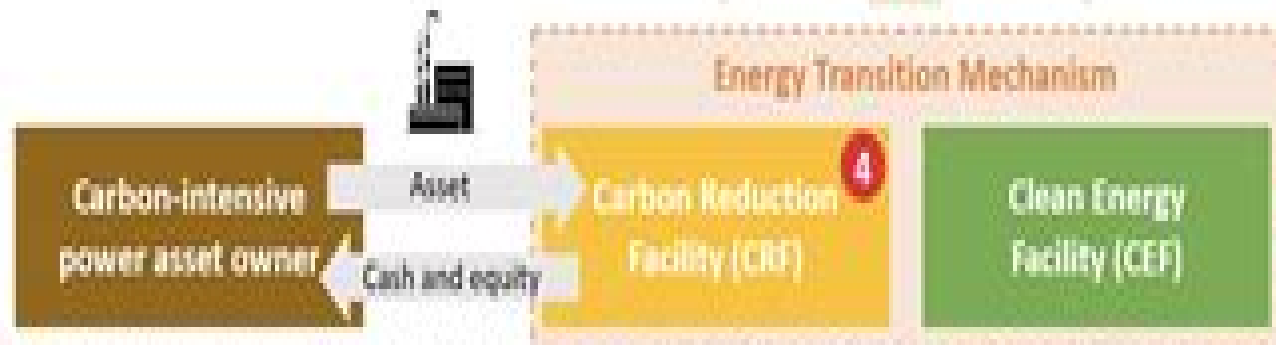 Energy Transition Mechanism
4
Carbon-intensive
power asset owner
Asset
Cash and equity
Carbon Reduction
Facility (CRF)
Clean Energy
Facility (CEF)